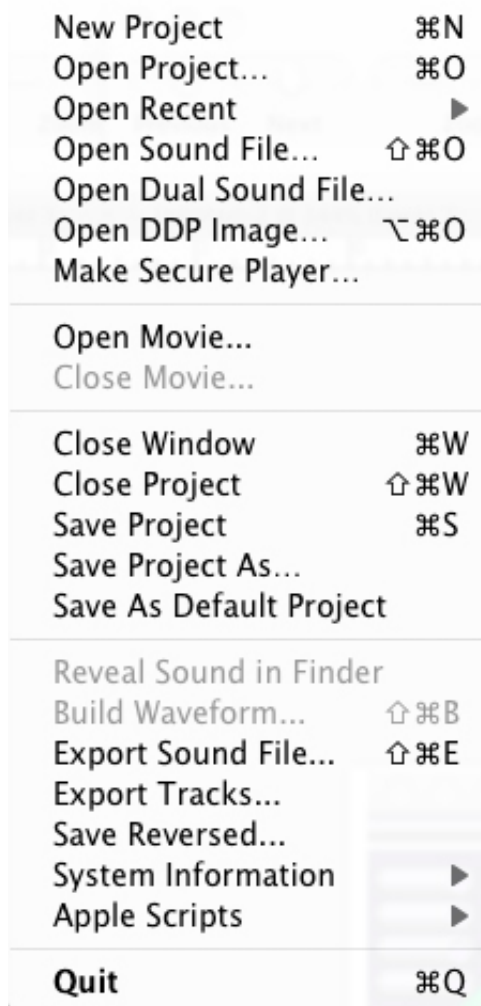 New Project ⌘N
Open Project... ⌘O
Open Recent ▶
Open Sound File... ⇧⌘O
Open Dual Sound File...
Open DDP Image... ⌥⌘O
Make Secure Player...
Open Movie...
Close Movie...
Close Window ⌘W
Close Project ⇧⌘W
Save Project ⌘S
Save Project As...
Save As Default Project
Reveal Sound in Finder
Build Waveform... ⇧⌘B
Export Sound File... ⇧⌘E
Export Tracks...
Save Reversed...
System Information ▶
Apple Scripts ▶
Quit ⌘Q